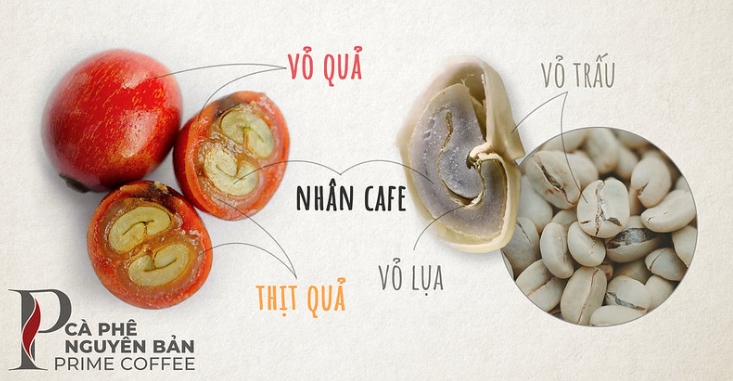 VỎ QUẢ
VỎ TRẤU
NHÂN CAFE
THỊT QUẢ
VỎ LỤA
CÀ PHÊ
NGUYÊN BẢN
PRIME COFFEE